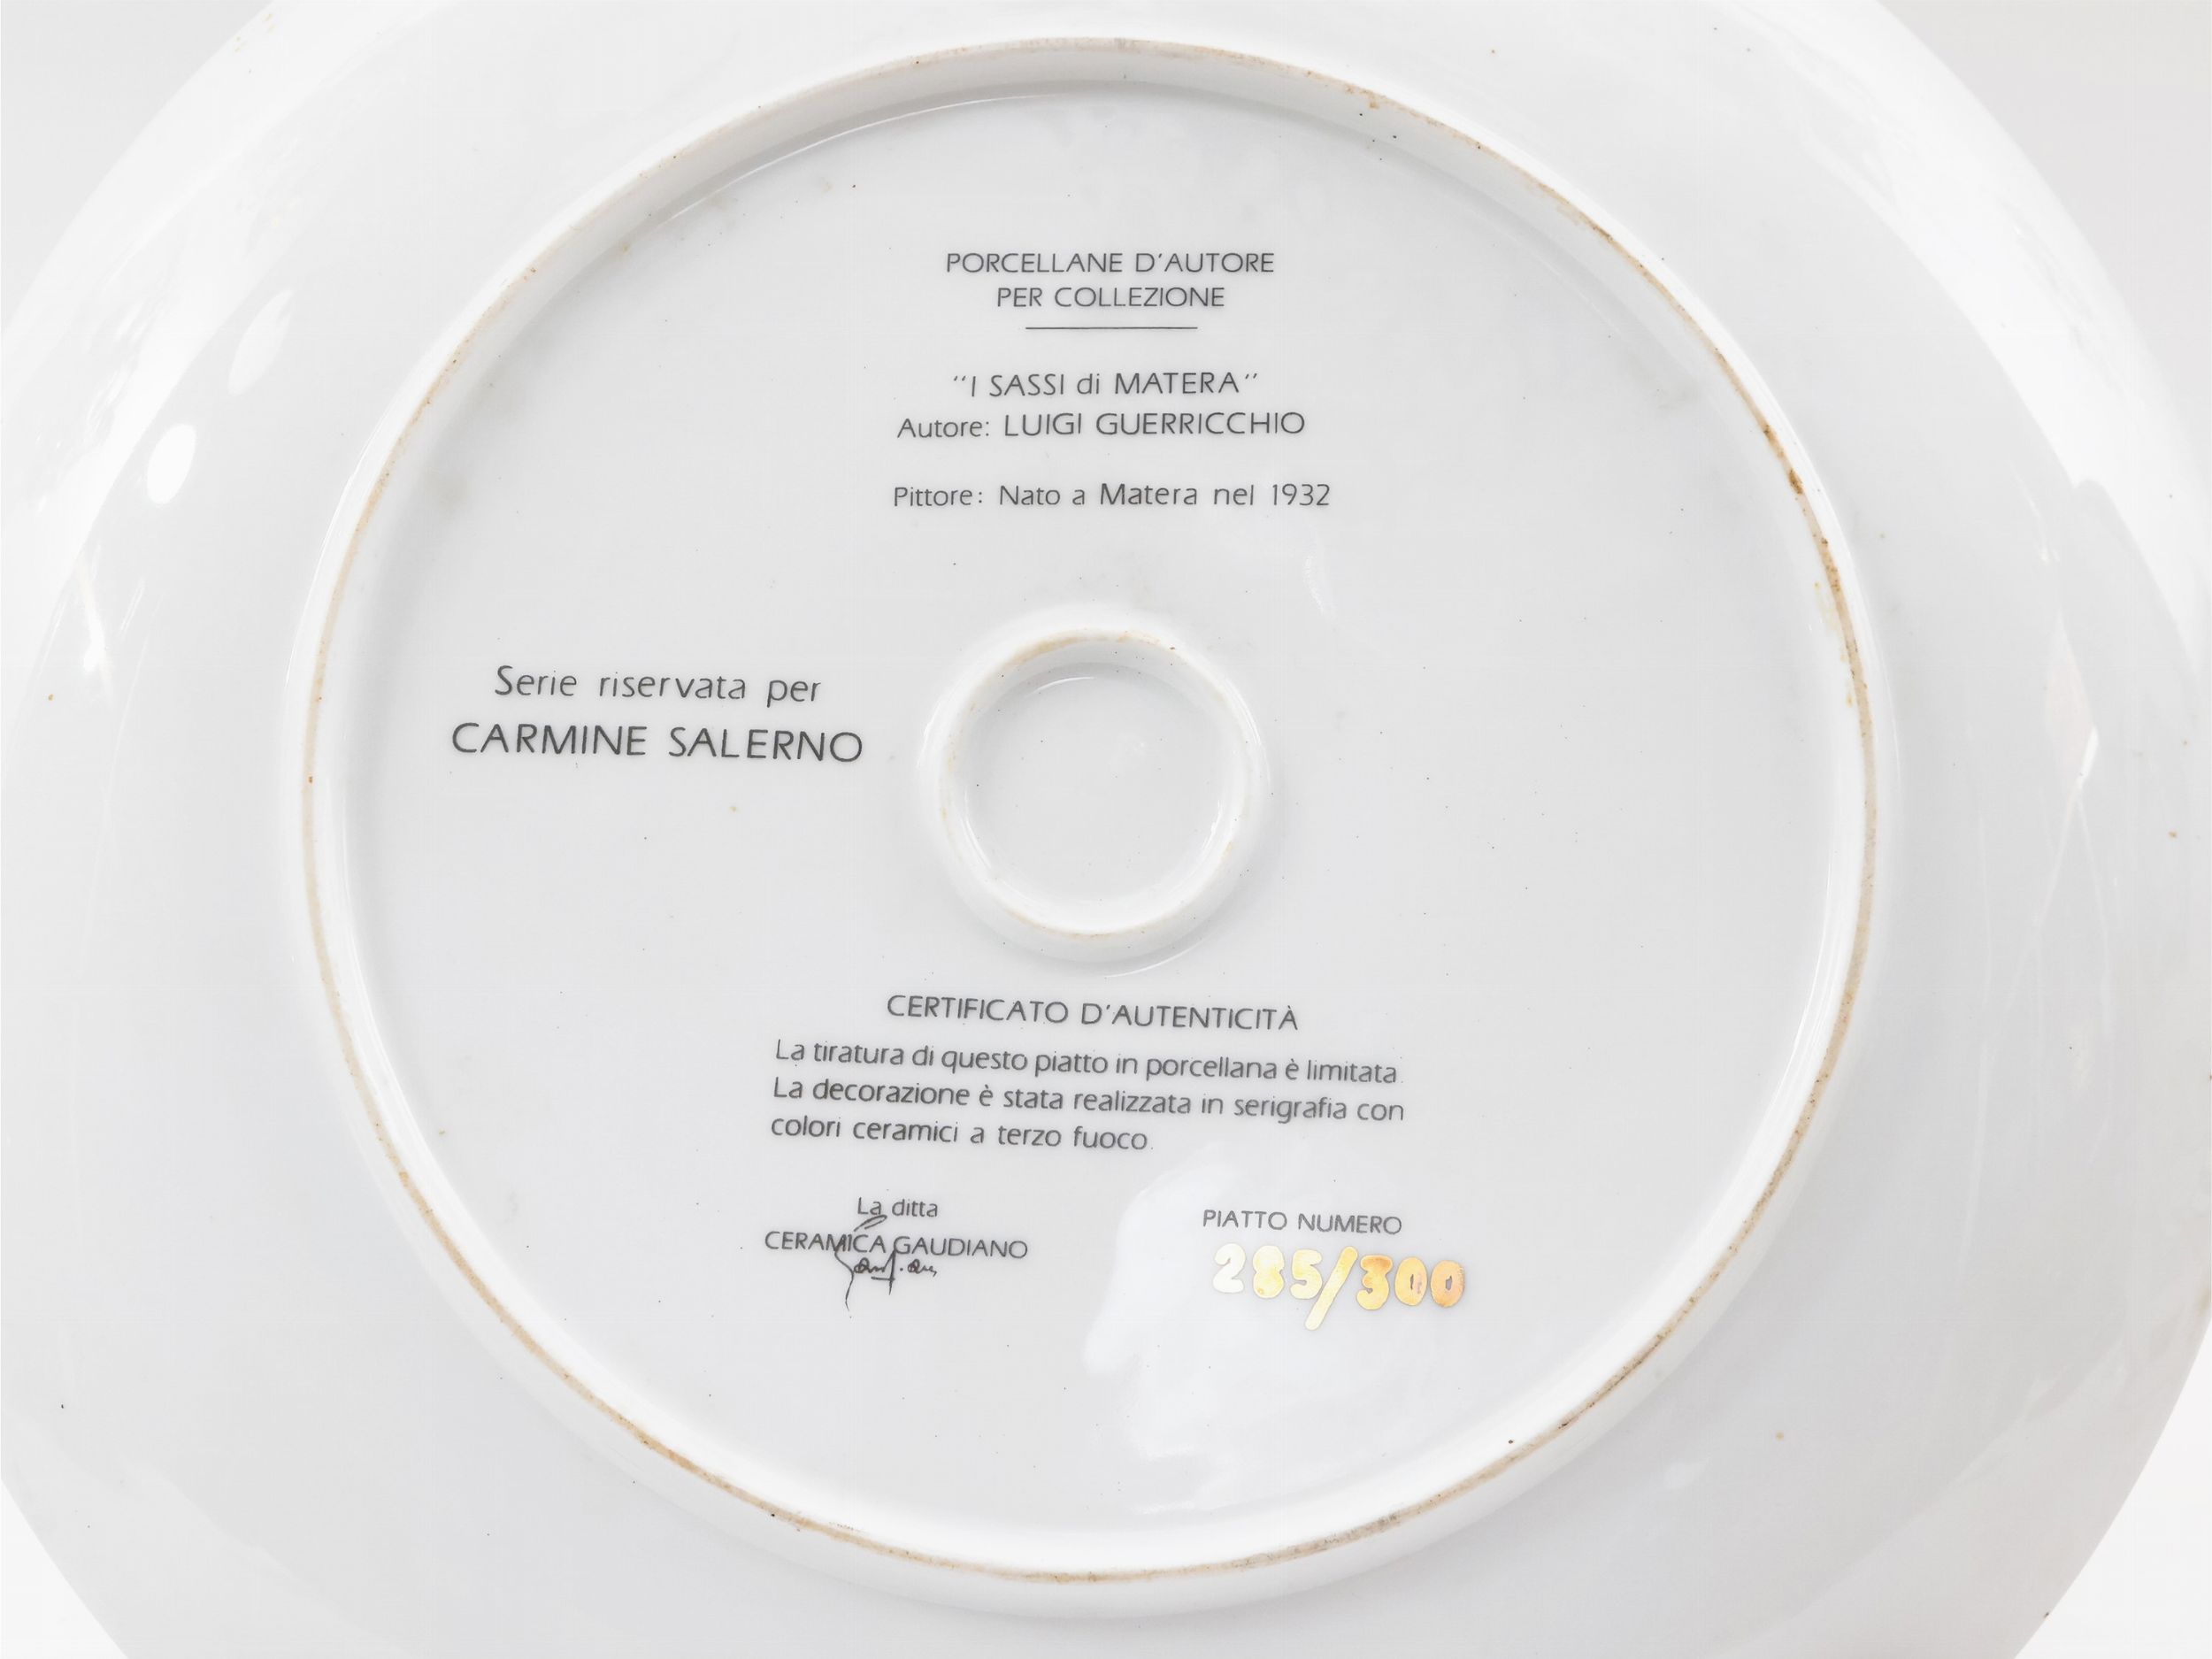 PORCELLANE D'AUTORE
PER COLLEZIONE
"I SASSI di MATERA"
Autore: LUIGI GUERRICCHIO
Pittore: Nato a Matera nel 1932
Serie riservata per
CARMINE SALERNO
CERTIFICATO D'AUTENTICITÀ
La tiratura di questo piatto in porcellana è limitata.
La decorazione è stata realizzata in serigrafia con
colori ceramici a terzo fuoco.
La ditta
CERAMICA GAUDIANO
PIATTO NUMERO
285/300